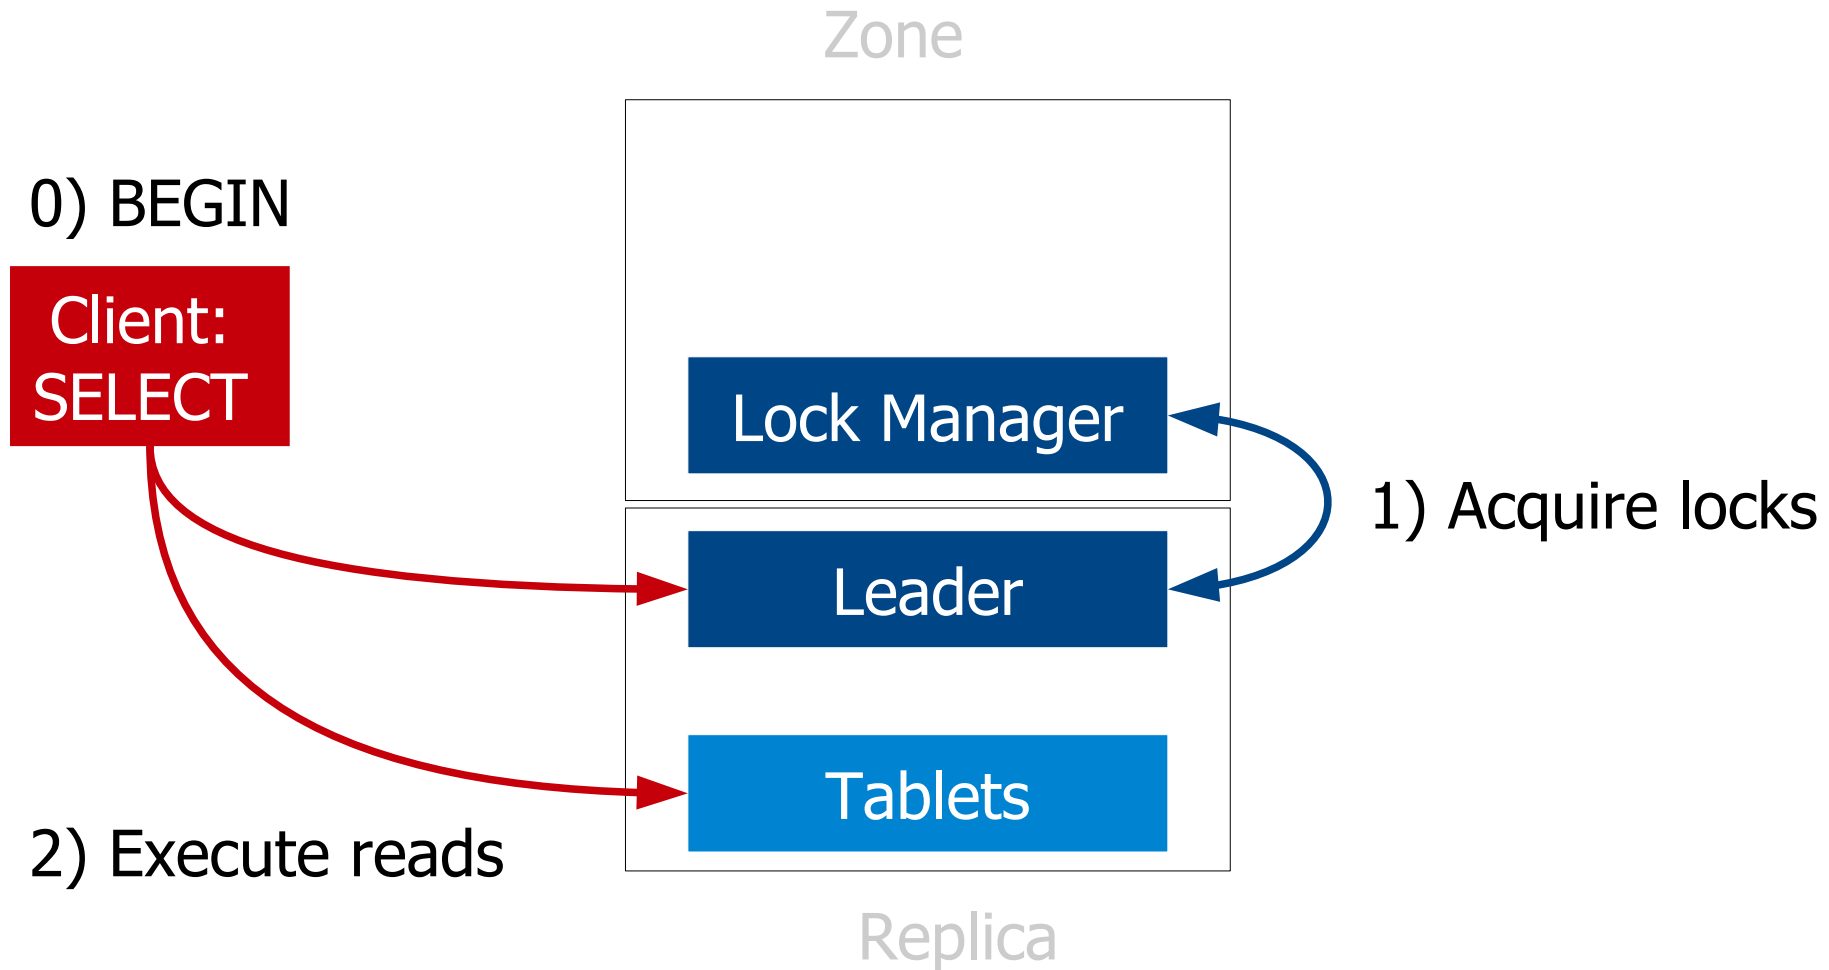 Zone
0) BEGIN
Client:
SELECT
Lock Manager
1) Acquire locks
Leader
Tablets
2) Execute reads
Replica